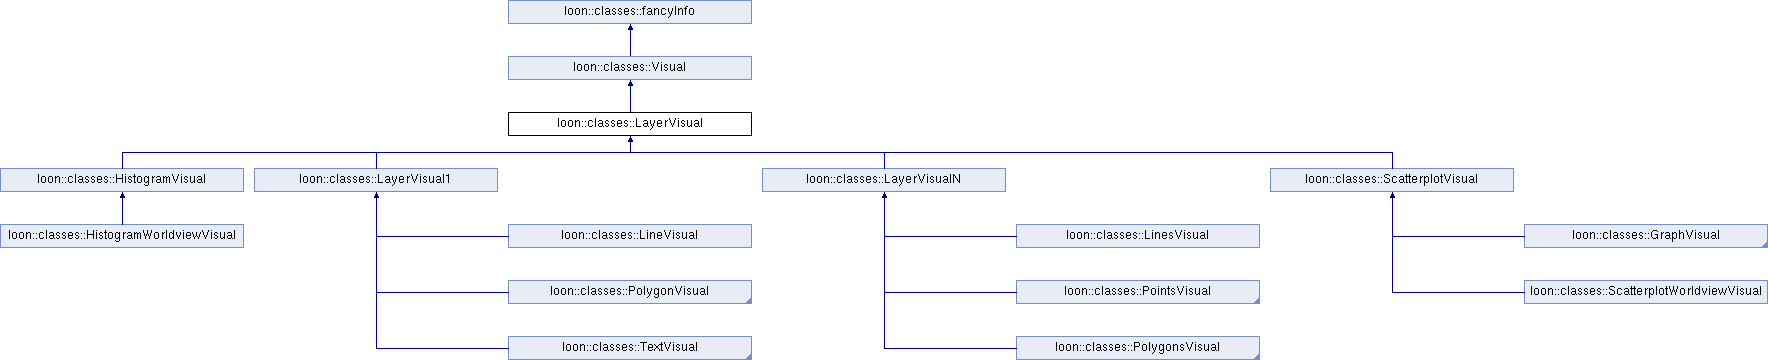 loon::classes::fancyInfo
loon::classes::Visual
loon::classes::LayerVisual
loon::classes::HistogramVisual
loon::classes::LayerVisual1
loon::classes::LayerVisualN
loon::classes::ScatterplotVisual
loon::classes::HistogramWorldviewVisual
loon::classes::LineVisual
loon::classes::LinesVisual
loon::classes::GraphVisual
loon::classes::PolygonVisual
loon::classes::PointsVisual
loon::classes::ScatterplotWorldviewVisual
loon::classes::TextVisual
loon::classes::PolygonsVisual